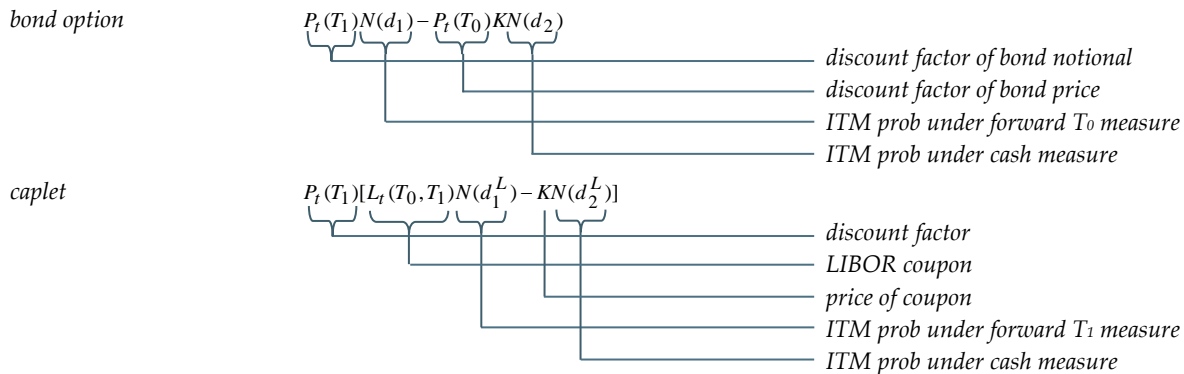 bond option P_t(T_1)N(d_1) − P_t(T_0)KN(d_2)
discount factor of bond notional
discount factor of bond price
ITM prob under forward T0 measure
ITM prob under cash measure
caplet P_t(T_1)[L_t(T_0,T_1)N(d_1^L) − KN(d_2^L)]
discount factor
LIBOR coupon
price of coupon
ITM prob under forward T1 measure
ITM prob under cash measure